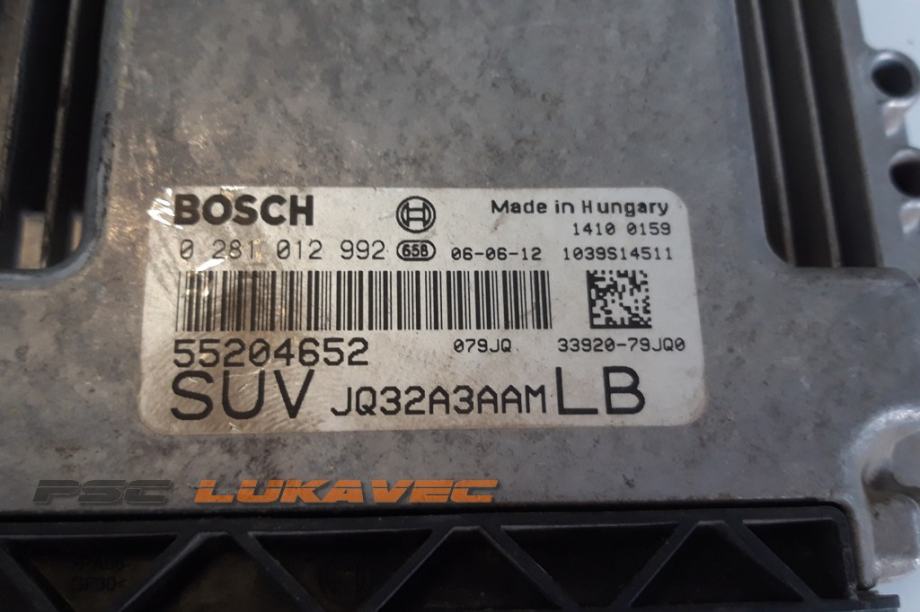 BOSCH Made in Hungary
1410 0159
0 281 012 992 658 06-06-12 1039S14511
55204652 079JQ 33920-79JQ0
SUV JQ32A3AAM LB
PSC LUKAVEC